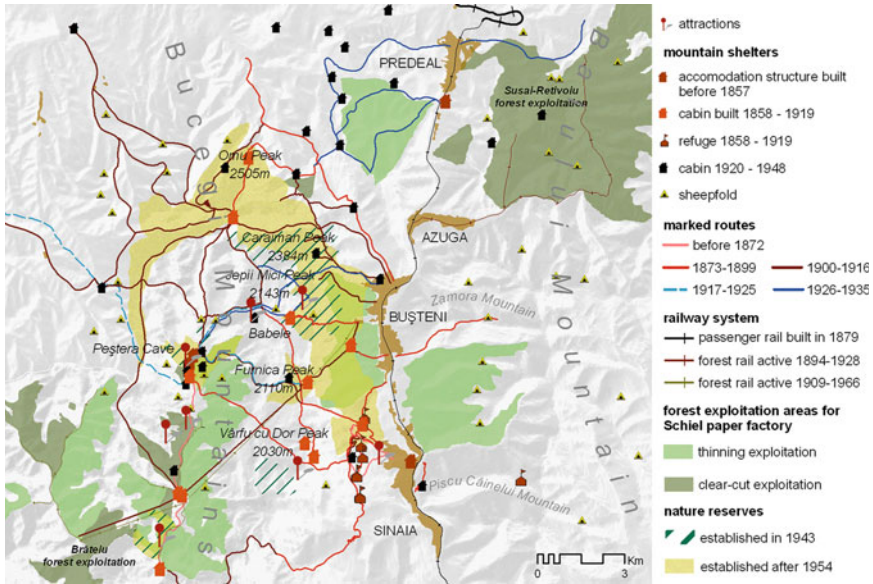 PREDEAL
Susai-Retivoiu
forest exploitation
Bucegi Mountains
Baiului Mountain
Omu Peak
2505m
AZUGA
Caraiman Peak
2384m
Jepii Mici Peak
2143m
Zamora Mountain
BUŞTENI
Babele
Peştera Cave
Furnica Peak
2110m
Vârfu cu Dor Peak
2030m
Piscu Câinelui Mountain
SINAIA
Brătelu
forest exploitation
Km
0
3
attractions
mountain shelters
accomodation structure built
before 1857
cabin built 1858 - 1919
refuge 1858 - 1919
cabin 1920 - 1948
sheepfold
marked routes
before 1872
1873-1899
1900-1916
1917-1925
1926-1935
railway system
passenger rail built in 1879
forest rail active 1894-1928
forest rail active 1909-1966
forest exploitation areas for
Schiel paper factory
thinning exploitation
clear-cut exploitation
nature reserves
established in 1943
established after 1954